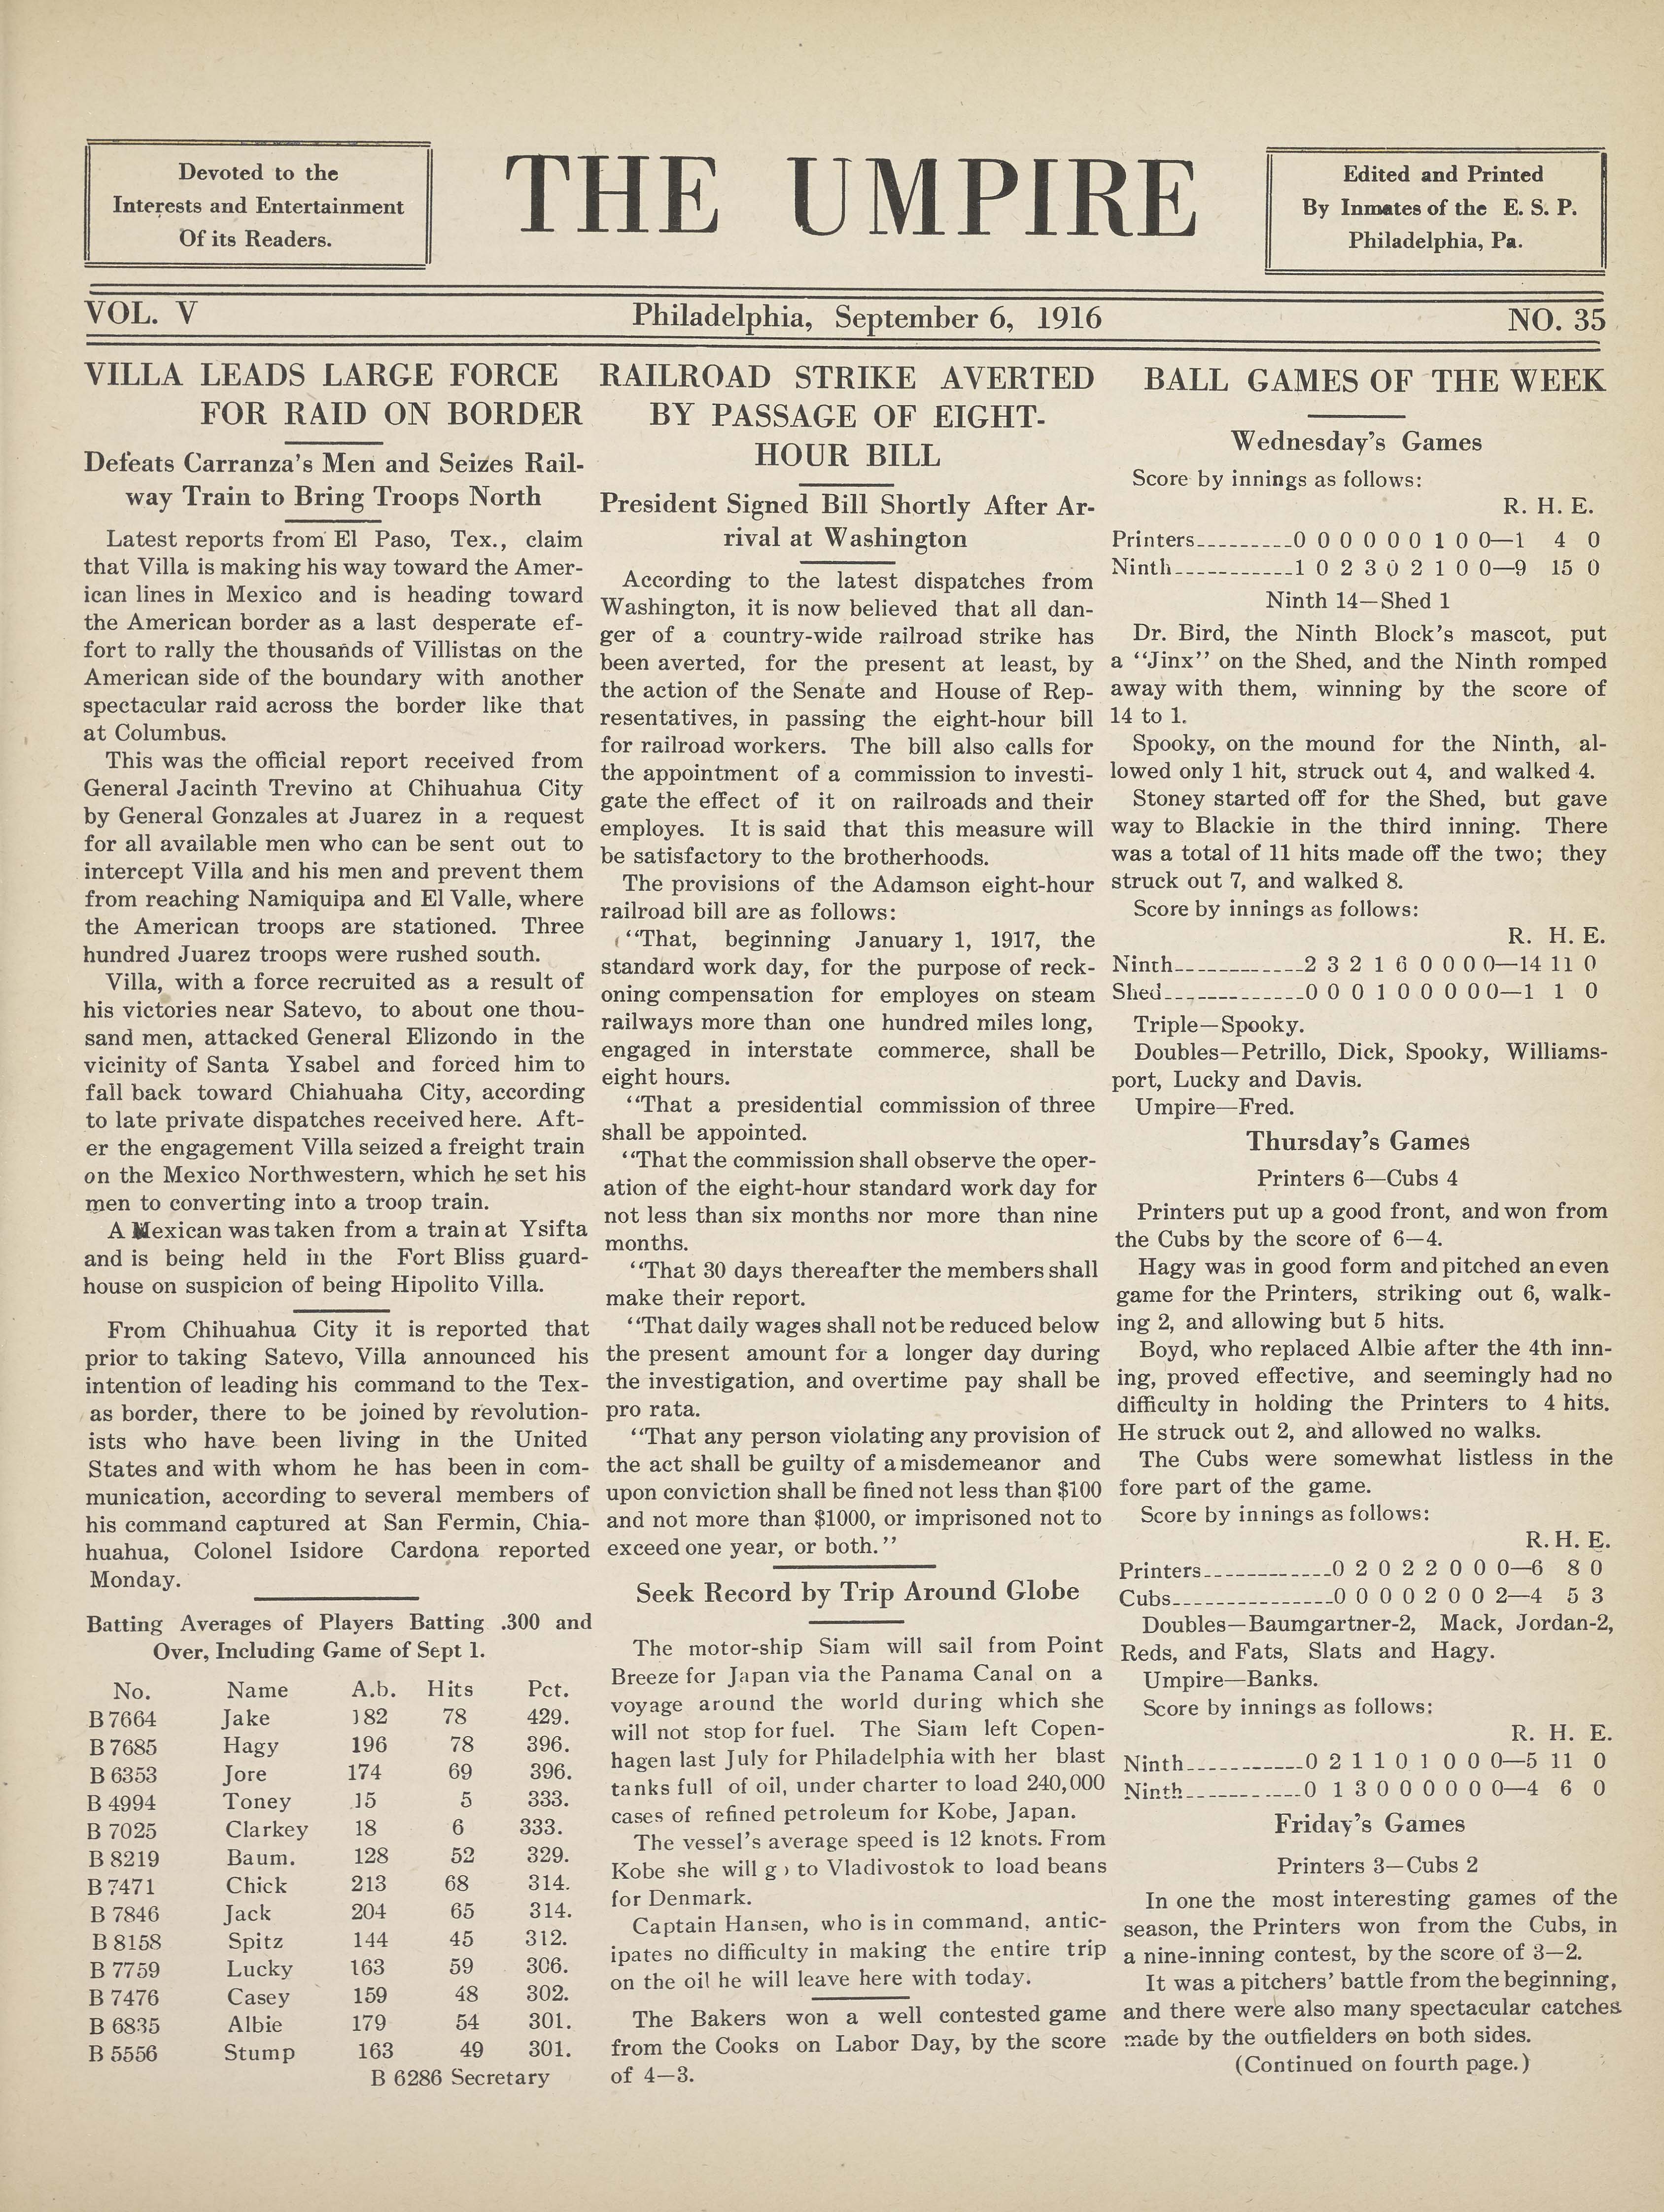 Devoted to the
Interests and Entertainment
Of its Readers.
THE UMPIRE
Edited and Printed
By Inmates of the E. S. P.
Philadelphia, Pa.
VOL. V
Philadelphia, September 6, 1916
NO. 35
VILLA LEADS LARGE FORCE
FOR RAID ON BORDER
Defeats Carranza's Men and Seizes Rail-
way Train to Bring Troops North
Latest reports from El Paso, Tex., claim
that Villa is making his way toward the Amer-
ican lines in Mexico and is heading toward
the American border as a last desperate ef-
fort to rally the thousands of Villistas on the
American side of the boundary with another
spectacular raid across the border like that
at Columbus.
This was the official report received from
General Jacinth Trevino at Chihuahua City
by General Gonzales at Juarez in a request
for all available men who can be sent out to
intercept Villa and his men and prevent them
from reaching Namiquipa and El Valle, where
the American troops are stationed. Three
hundred Juarez troops were rushed south.
Villa, with a force recruited as a result of
his victories near Satevo, to about one thou-
sand men, attacked General Elizondo in the
vicinity of Santa Ysabel and forced him to
fall back toward Chiahuaha City, according
to late private dispatches received here. Aft-
er the engagement Villa seized a freight train
on the Mexico Northwestern, which he set his
men to converting into a troop train.
A Mexican was taken from a train at Ysifta
and is being held in the Fort Bliss guard-
house on suspicion of being Hipolito Villa.
From Chihuahua City it is reported that
prior to taking Satevo, Villa announced his
intention of leading his command to the Tex-
as border, there to be joined by revolution-
ists who have been living in the United
States and with whom he has been in com-
munication, according to several members of
his command captured at San Fermin, Chia-
huahua, Colonel Isidore Cardona reported
Monday.
Batting Averages of Players Batting .300 and
Over, Including Game of Sept 1.
No. Name A.b. Hits Pct.
B 7664 Jake 182 78 429.
B 7685 Hagy 196 78 396.
B 6353 Jore 174 69 396.
B 4994 Toney 15 5 333.
B 7025 Clarkey 18 6 333.
B 8219 Baum. 128 52 329.
B 7471 Chick 213 68 314.
B 7846 Jack 204 65 314.
B 8158 Spitz 144 45 312.
B 7759 Lucky 163 59 306.
B 7476 Casey 159 48 302.
B 6835 Albie 179 54 301.
B 5556 Stump 163 49 301.
B 6286 Secretary
RAILROAD STRIKE AVERTED
BY PASSAGE OF EIGHT-
HOUR BILL
President Signed Bill Shortly After Ar-
rival at Washington
According to the latest dispatches from
Washington, it is now believed that all dan-
ger of a country-wide railroad strike has
been averted, for the present at least, by
the action of the Senate and House of Rep-
resentatives, in passing the eight-hour bill
for railroad workers. The bill also calls for
the appointment of a commission to investi-
gate the effect of it on railroads and their
employes. It is said that this measure will
be satisfactory to the brotherhoods.
The provisions of the Adamson eight-hour
railroad bill are as follows:
"That, beginning January 1, 1917, the
standard work day, for the purpose of reck-
oning compensation for employes on steam
railways more than one hundred miles long,
engaged in interstate commerce, shall be
eight hours.
"That a presidential commission of three
shall be appointed.
"That the commission shall observe the oper-
ation of the eight-hour standard work day for
not less than six months nor more than nine
months.
"That 30 days thereafter the members shall
make their report.
"That daily wages shall not be reduced below
the present amount for a longer day during
the investigation, and overtime pay shall be
pro rata.
"That any person violating any provision of
the act shall be guilty of a misdemeanor and
upon conviction shall be fined not less than $100
and not more than $1000, or imprisoned not to
exceed one year, or both."
Seek Record by Trip Around Globe
The motor-ship Siam will sail from Point
Breeze for Japan via the Panama Canal on a
voyage around the world during which she
will not stop for fuel. The Siam left Copen-
hagen last July for Philadelphia with her blast
tanks full of oil, under charter to load 240,000
cases of refined petroleum for Kobe, Japan.
The vessel's average speed is 12 knots. From
Kobe she will go to Vladivostok to load beans
for Denmark.
Captain Hansen, who is in command, antic-
ipates no difficulty in making the entire trip
on the oil he will leave here with today.
The Bakers won a well contested game
from the Cooks on Labor Day, by the score
of 4—3.
BALL GAMES OF THE WEEK
Wednesday's Games
Score by innings as follows:
R. H. E.
Printers----------0 0 0 0 0 0 1 0 0—1 4 0
Ninth------------1 0 2 3 0 2 1 0 0—9 15 0
Ninth 14—Shed 1
Dr. Bird, the Ninth Block's mascot, put
a "Jinx" on the Shed, and the Ninth romped
away with them, winning by the score of
14 to 1.
Spooky, on the mound for the Ninth, al-
lowed only 1 hit, struck out 4, and walked 4.
Stoney started off for the Shed, but gave
way to Blackie in the third inning. There
was a total of 11 hits made off the two; they
struck out 7, and walked 8.
Score by innings as follows:
R. H. E.
Ninth-------------2 3 2 1 6 0 0 0 0—14 11 0
Shed--------------0 0 0 1 0 0 0 0 0—1 1 0
Triple—Spooky.
Doubles—Petrillo, Dick, Spooky, Williams-
port, Lucky and Davis.
Umpire—Fred.
Thursday's Games
Printers 6—Cubs 4
Printers put up a good front, and won from
the Cubs by the score of 6—4.
Hagy was in good form and pitched an even
game for the Printers, striking out 6, walk-
ing 2, and allowing but 5 hits.
Boyd, who replaced Albie after the 4th inn-
ing, proved effective, and seemingly had no
difficulty in holding the Printers to 4 hits.
He struck out 2, and allowed no walks.
The Cubs were somewhat listless in the
fore part of the game.
Score by innings as follows:
R. H. E.
Printers-------------0 2 0 2 2 0 0 0—6 8 0
Cubs----------------0 0 0 0 2 0 0 2—4 5 3
Doubles—Baumgartner-2, Mack, Jordan-2,
Reds, and Fats, Slats and Hagy.
Umpire—Banks.
Score by innings as follows:
R. H. E.
Ninth------------0 2 1 1 0 1 0 0 0—5 11 0
Ninth------------0 1 3 0 0 0 0 0 0—4 6 0
Friday's Games
Printers 3—Cubs 2
In one the most interesting games of the
season, the Printers won from the Cubs, in
a nine-inning contest, by the score of 3—2.
It was a pitchers' battle from the beginning,
and there were also many spectacular catches
made by the outfielders on both sides.
(Continued on fourth page.)